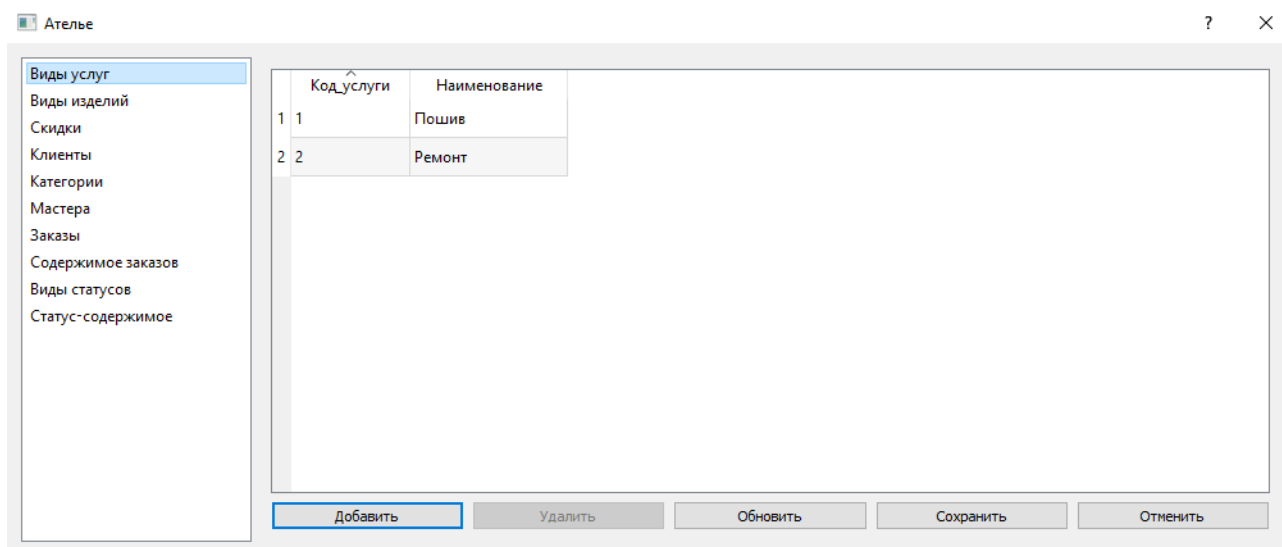 Ателье
?
Виды услуг
Виды изделий
Скидки
Клиенты
Категории
Мастера
Заказы
Содержимое заказов
Виды статусов
Статус-содержимое
Код_услуги Наименование
1 1 Пошив
2 2 Ремонт
Добавить Удалить Обновить Сохранить Отменить